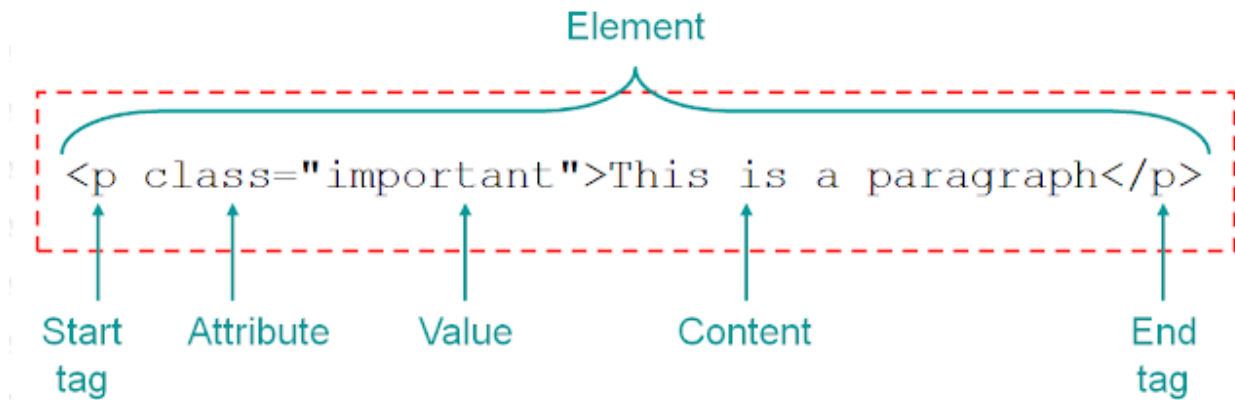 Element
<p class="important">This is a paragraph</p>
Start tag
Attribute
Value
Content
End tag